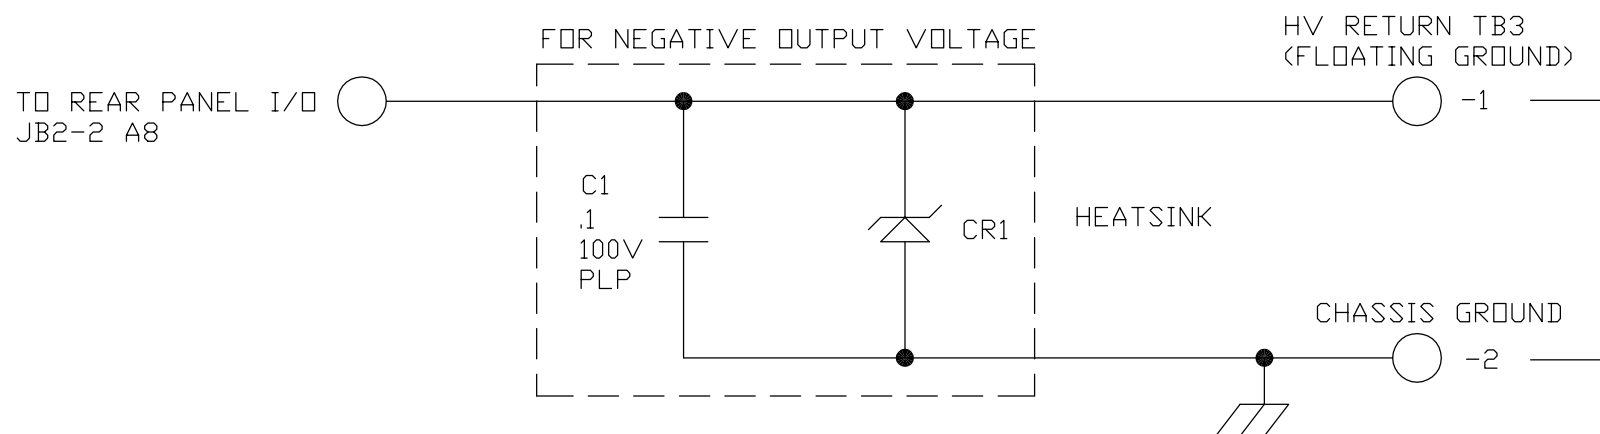 FOR NEGATIVE OUTPUT VOLTAGE
HV RETURN TB3
(FLOATING GROUND)
-1
TO REAR PANEL I/O
JB2-2 A8
C1
.1
100V
PLP
CR1
HEATSINK
CHASSIS GROUND
-2